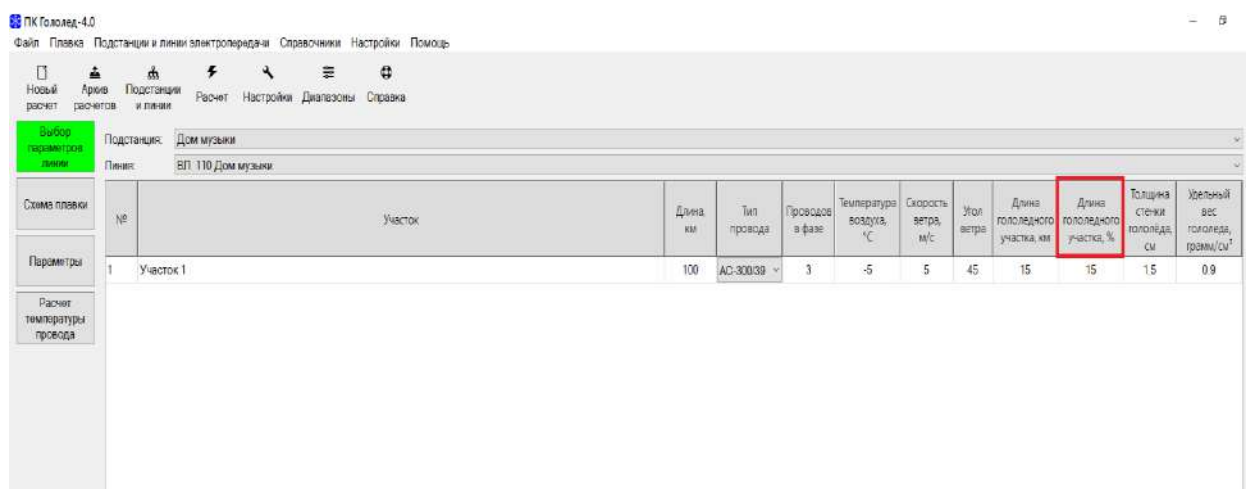 ПК Гололед-4.0
Файл Плавка Подстанции и линии электропередачи Справочники Настройки Помощь
Новый расчет
Архив расчетов
Подстанции и линии
Расчет
Настройки
Диапазоны
Справка
Выбор параметров линии
Подстанция: Дом музыки
Линия: ВЛ 110 Дом музыки
Схема плавки
Параметры
Расчет температуры провода
№ Участок Длина, км Тип провода Проводов в фазе Температура воздуха, °C Скорость ветра, м/с Угол ветра Длина гололедного участка, км Длина гололедного участка, % Толщина стенки гололёда, см Удельный вес гололеда, грамм/см³
1 Участок 1 100 АС-300/39 3 -5 5 45 15 15 1.5 0.9